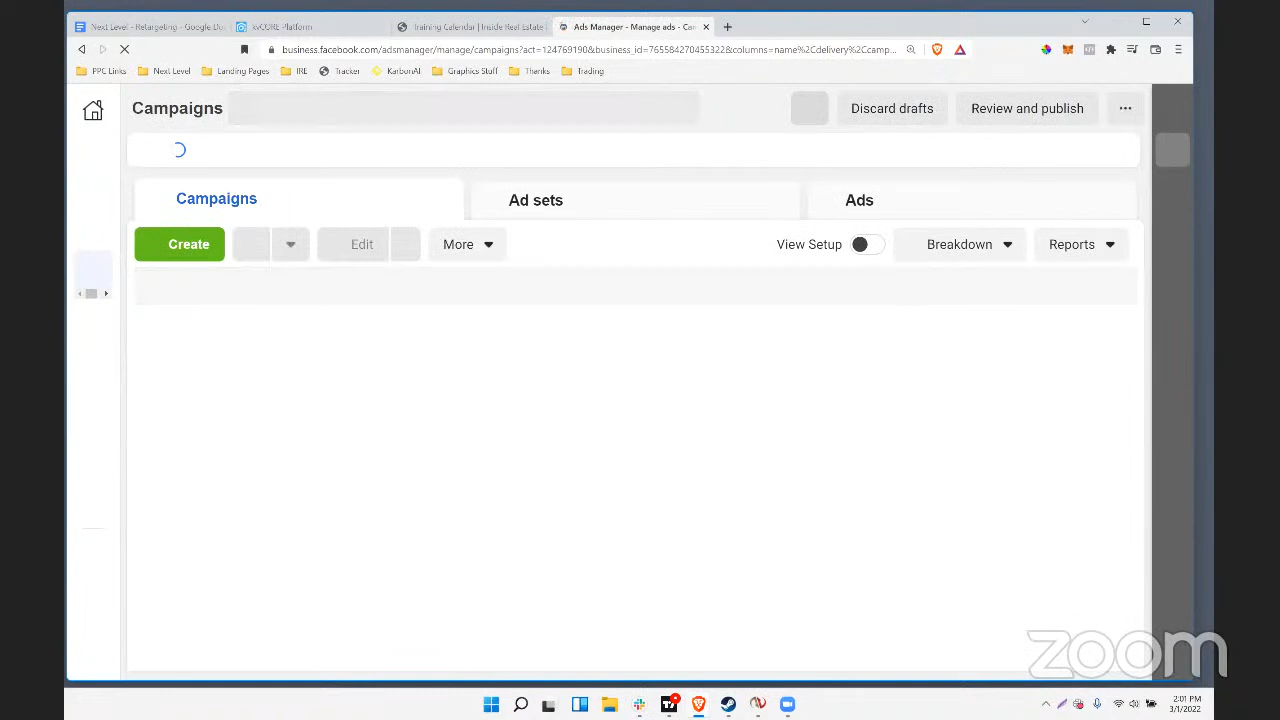 Next Level - Retargeting - Google Do
kvCORE Platform
Training Calendar | Inside Real Estate
Ads Manager - Manage ads - Can
business.facebook.com/adsmanager/manage/campaigns?act=124769190&business_id=765584270455322&columns=name%2Cdelivery%2Ccamp...
PPC Links
Next Level
Landing Pages
IRE
Tracker
KarbonAI
Graphics Stuff
Thanks
Trading
Campaigns
Discard drafts
Review and publish
Campaigns
Ad sets
Ads
Create
Edit
More
View Setup
Breakdown
Reports
zoom
2:01 PM
3/1/2022